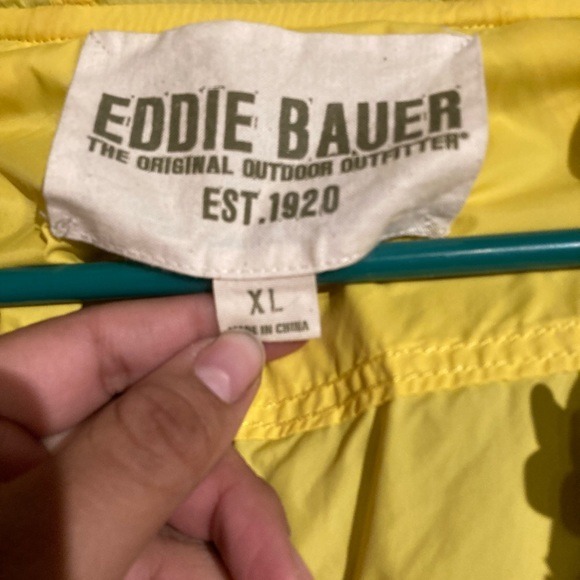 EDDIE BAUER
THE ORIGINAL OUTDOOR OUTFITTER®
EST.1920
XL
MADE IN CHINA